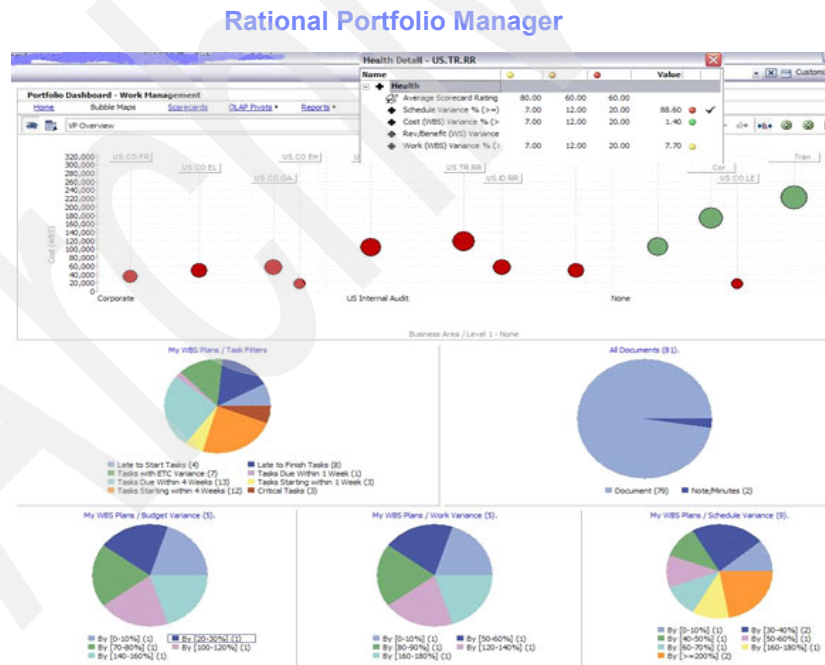 Rational Portfolio Manager
Health Detail - US.TR.RR
Name Value
Health
Average Scorecard Rating 80.00 60.00 60.00
Schedule Variance % (>=) 7.00 12.00 20.00 88.60
Cost (WBS) Variance % (> 7.00 12.00 20.00 1.40
Rev/Benefit (WS) Variance
Work (WBS) Variance % (> 7.00 12.00 20.00 7.70
Customi
Portfolio Dashboard - Work Management
Home Bubble Maps Scorecards OLAP Pivots Reports
VP Overview
US.CO.FR US.CO.EL US.CO.GA US.CO.EH US.TR.RR US.ID.RR Cor US.CO.LE Tran
Cost (WBS)
320,000
300,000
280,000
260,000
240,000
220,000
200,000
180,000
160,000
140,000
120,000
100,000
80,000
60,000
40,000
20,000
0
Corporate US Internal Audit None
Business Area / Level 1 - None
My WBS Plans / Task Filters
Late to Start Tasks (4) Late to Finish Tasks (8)
Tasks with ETC Variance (7) Tasks Due Within 1 Week (1)
Tasks Due Within 4 Weeks (13) Tasks Starting within 1 Week (3)
Tasks Starting within 4 Weeks (12) Critical Tasks (3)
All Documents (81).
Document (79) Note/Minutes (2)
My WBS Plans / Budget Variance (5).
By [0-10%] (1) By [20-30%] (1)
By [70-80%] (1) By [100-120%] (1)
By [140-160%] (1)
My WBS Plans / Work Variance (5).
By [0-10%] (1) By [50-60%] (1)
By [80-90%] (1) By [120-140%] (1)
By [160-180%] (1)
My WBS Plans / Schedule Variance (9).
By [0-10%] (1) By [30-40%] (2)
By [40-50%] (1) By [50-60%] (1)
By [60-70%] (1) By [160-180%] (1)
By [>=200%] (2)